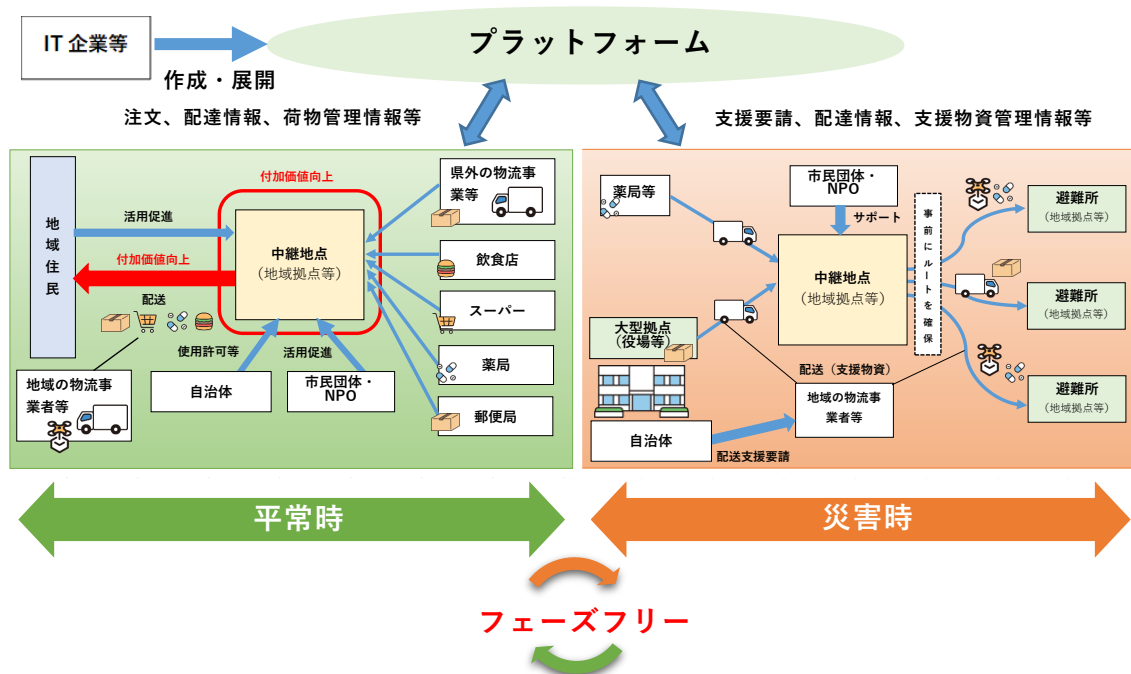 IT 企業等
プラットフォーム
作成・展開
注文、配達情報、荷物管理情報等
支援要請、配達情報、支援物資管理情報等
地域住民
活用促進
付加価値向上
配送
地域の物流事
業者等
付加価値向上
中継地点
（地域拠点等）
使用許可等
活用促進
自治体
市民団体・
NPO
県外の物流事
業等
飲食店
スーパー
薬局
郵便局
薬局等
市民団体・
NPO
サポート
中継地点
（地域拠点等）
大型拠点
（役場等）
自治体
配送支援要請
配送（支援物資）
地域の物流事
業者等
事前にルートを確保
避難所
（地域拠点等）
避難所
（地域拠点等）
避難所
（地域拠点等）
平常時
災害時
フェーズフリー